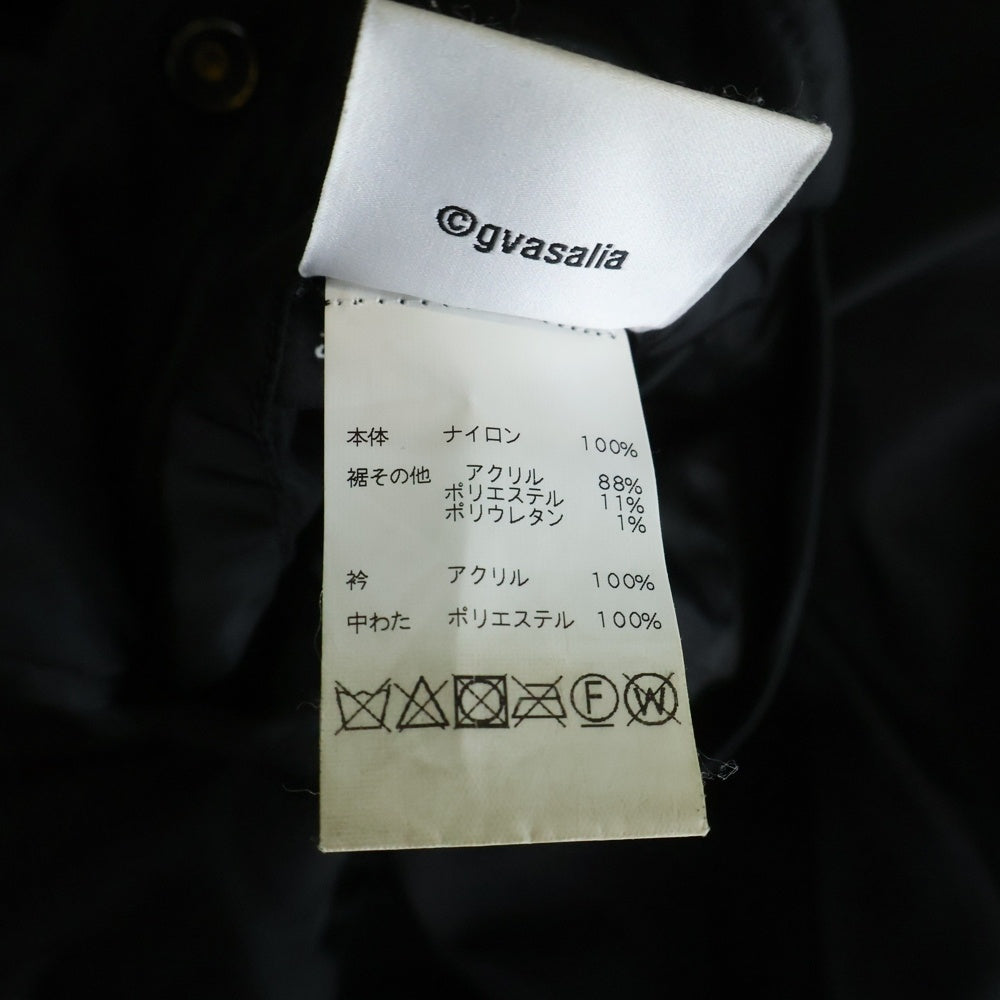 ©gvasalia
本体 ナイロン 100%
裾その他 アクリル 88%
ポリエステル 11%
ポリウレタン 1%
衿 アクリル 100%
中わた ポリエステル 100%
F W